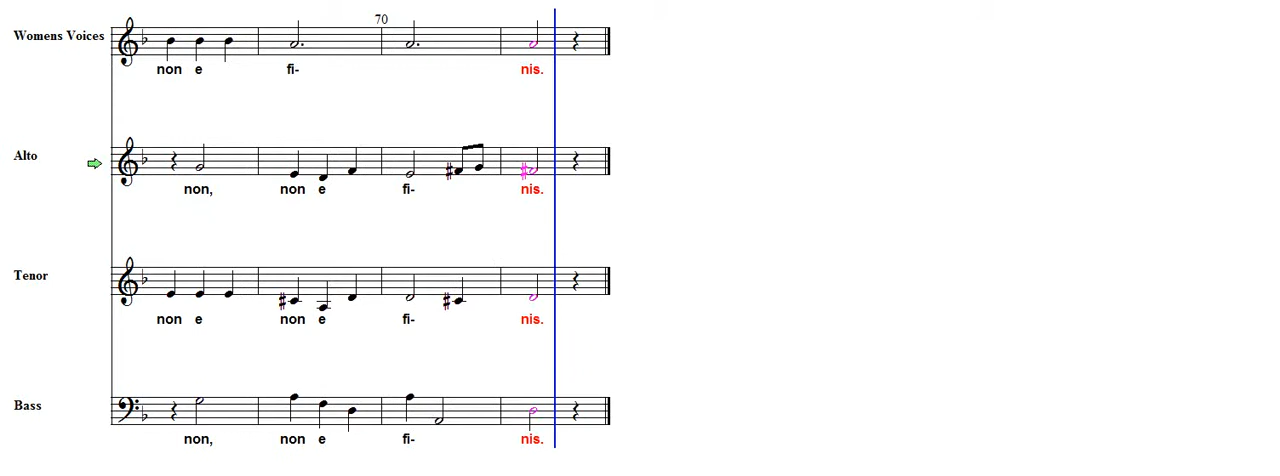 70
Womens Voices
non e fi- nis.
Alto
non, non e fi- nis.
Tenor
non e non e fi- nis.
Bass
non, non e fi- nis.